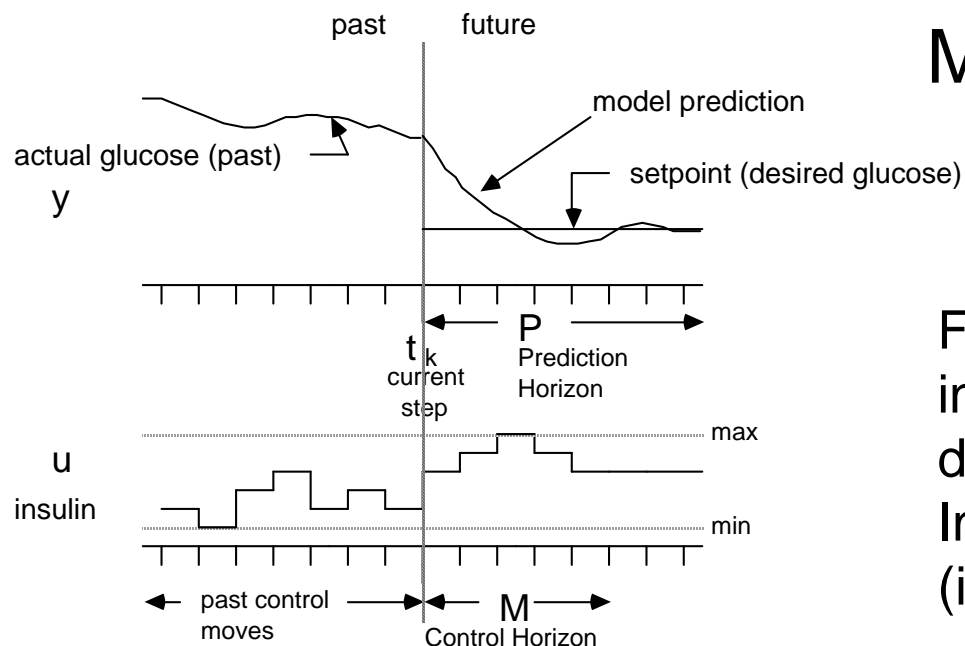 past future
model prediction
actual glucose (past)
setpoint (desired glucose)
y
P
t k
Prediction
current
Horizon
step
max
u
insulin
min
past control
moves
M
Control Horizon
M
F
in
d
(i